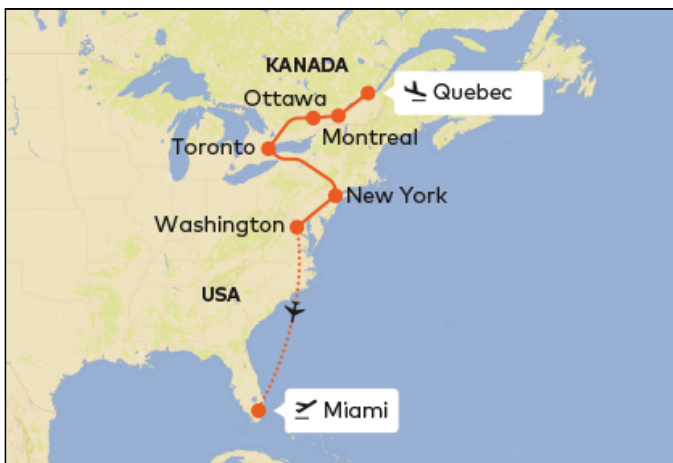 KANADA
Quebec
Ottawa
Montreal
Toronto
New York
Washington
USA
Miami